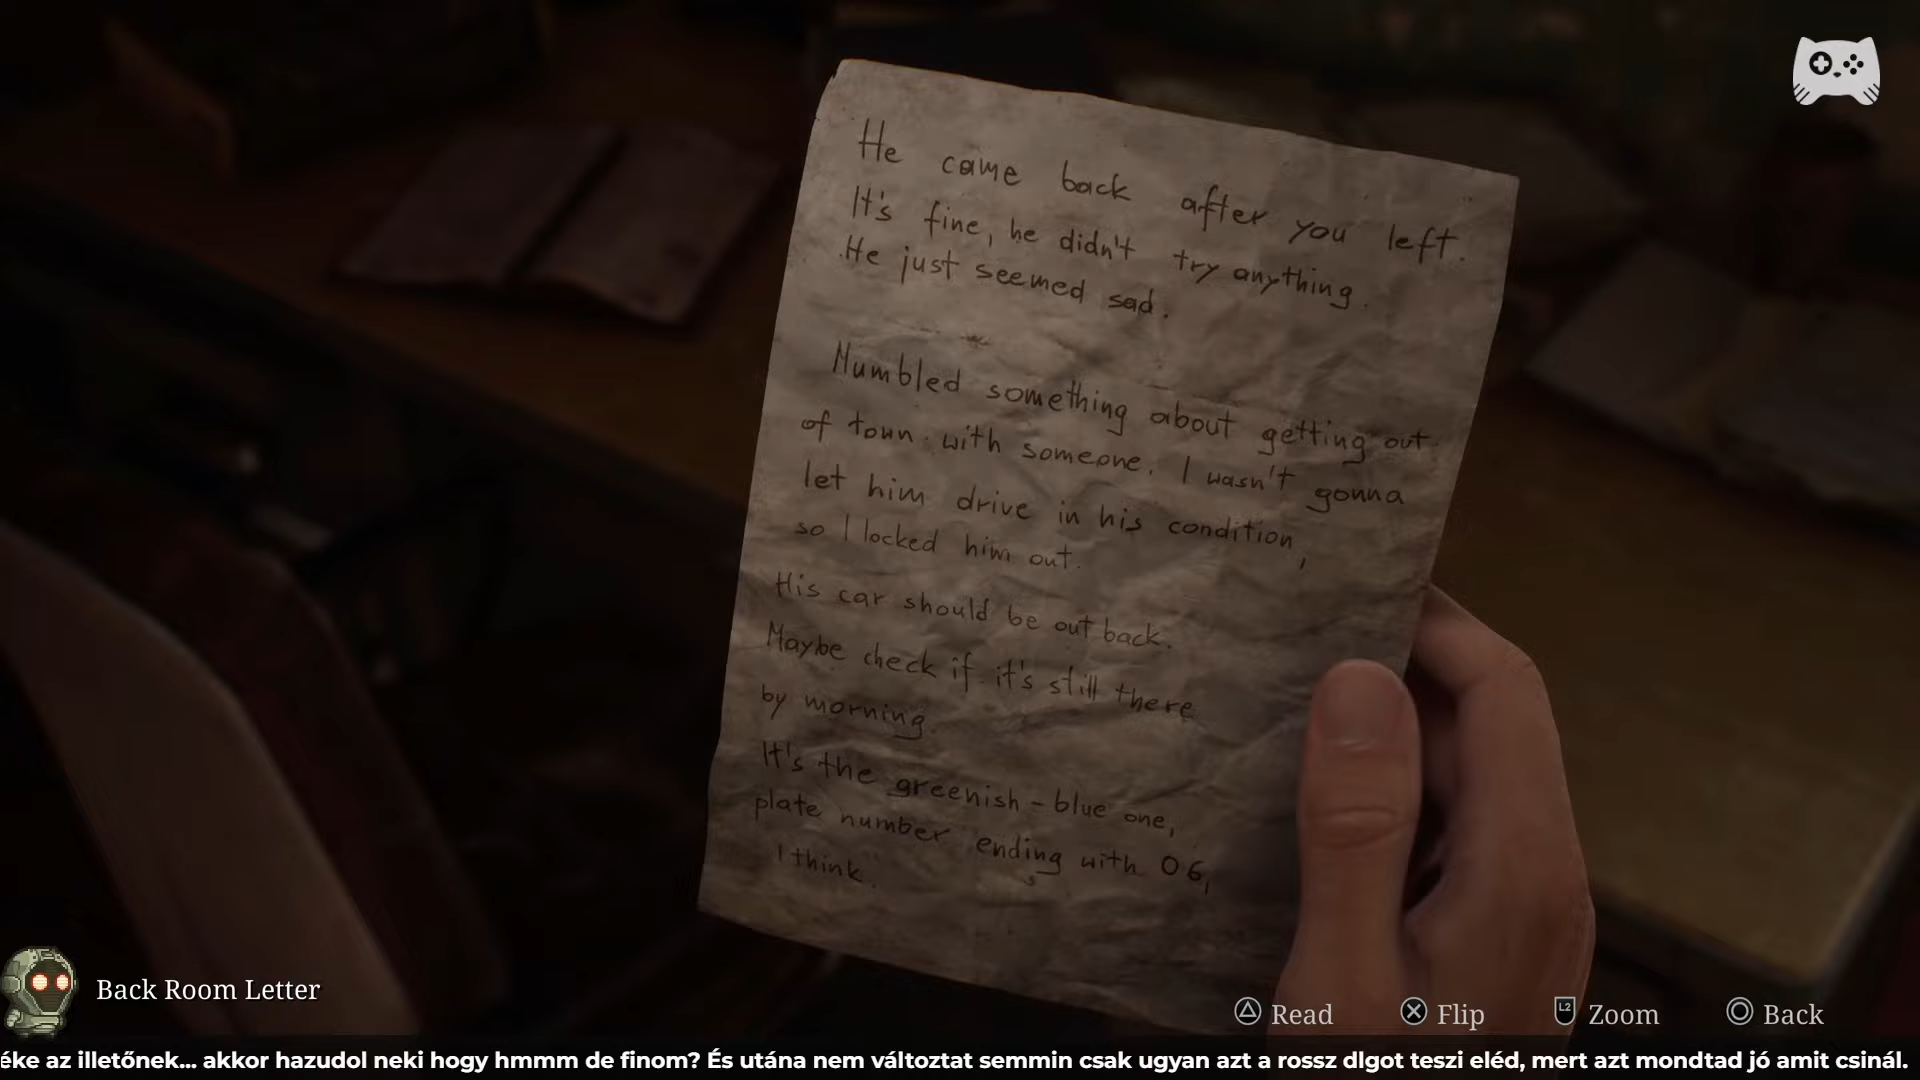 He came back after you left.
It's fine, he didn't try anything.
He just seemed sad.
Mumbled something about getting out
of town with someone. I wasn't gonna
let him drive in his condition,
so I locked him out.
His car should be out back.
Maybe check if it's still there
by morning.
It's the greenish-blue one,
plate number ending with 06,
I think.
Back Room Letter
Read
Flip
L2 Zoom
Back
éke az illetőnek... akkor hazudol neki hogy hmmm de finom? És utána nem változtat semmin csak ugyan azt a rossz dlgot teszi eléd, mert azt mondtad jó amit csinál.